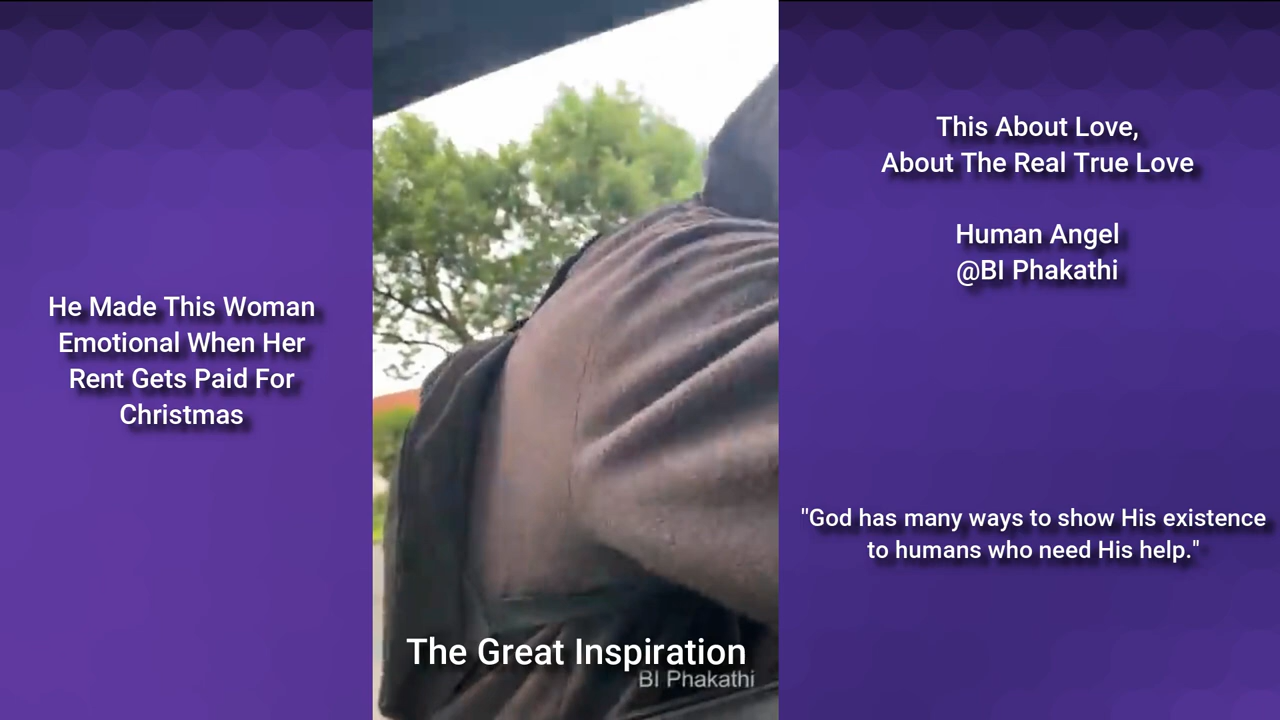 He Made This Woman
Emotional When Her
Rent Gets Paid For
Christmas
The Great Inspiration
BI Phakathi
This About Love,
About The Real True Love
Human Angel
@BI Phakathi
"God has many ways to show His existence
to humans who need His help."